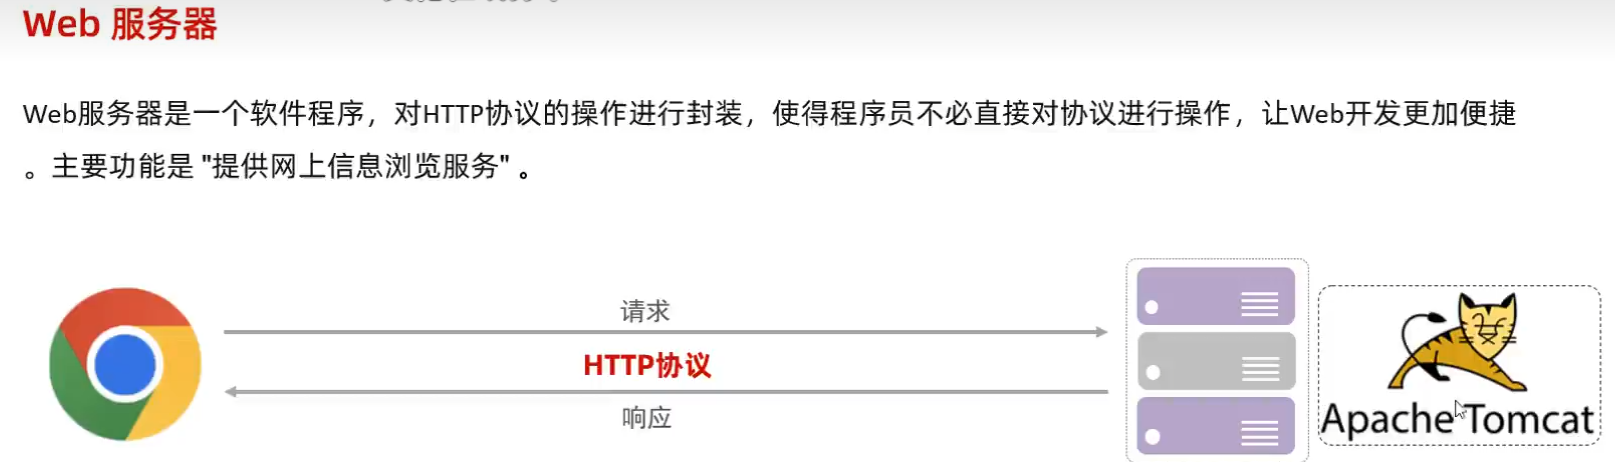 Web 服务器
Web服务器是一个软件程序，对HTTP协议的操作进行封装，使得程序员不必直接对协议进行操作，让Web开发更加便捷
。主要功能是 "提供网上信息浏览服务" 。
请求
HTTP协议
响应
Apache Tomcat